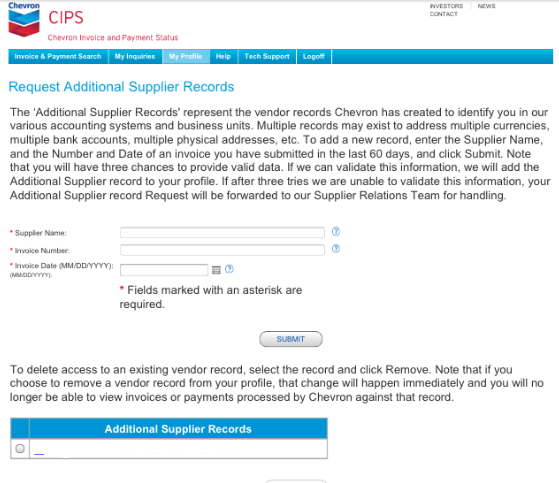 Chevron
CIPS
Chevron Invoice and Payment Status
INVESTORS | NEWS
CONTACT
Invoice & Payment Search | My Inquiries | My Profile | Help | Tech Support | Logoff
Request Additional Supplier Records
The ‘Additional Supplier Records' represent the vendor records Chevron has created to identify you in our
various accounting systems and business units. Multiple records may exist to address multiple currencies,
multiple bank accounts, multiple physical addresses, etc. To add a new record, enter the Supplier Name,
and the Number and Date of an invoice you have submitted in the last 60 days, and click Submit. Note
that you will have three chances to provide valid data. If we can validate this information, we will add the
Additional Supplier record to your profile. If after three tries we are unable to validate this information, your
Additional Supplier record Request will be forwarded to our Supplier Relations Team for handling.
* Supplier Name: ?
* Invoice Number: ?
* Invoice Date (MM/DD/YYYY): ?
(MM/DD/YYYY):
* Fields marked with an asterisk are
required.
SUBMIT
To delete access to an existing vendor record, select the record and click Remove. Note that if you
choose to remove a vendor record from your profile, that change will happen immediately and you will no
longer be able to view invoices or payments processed by Chevron against that record.
Additional Supplier Records